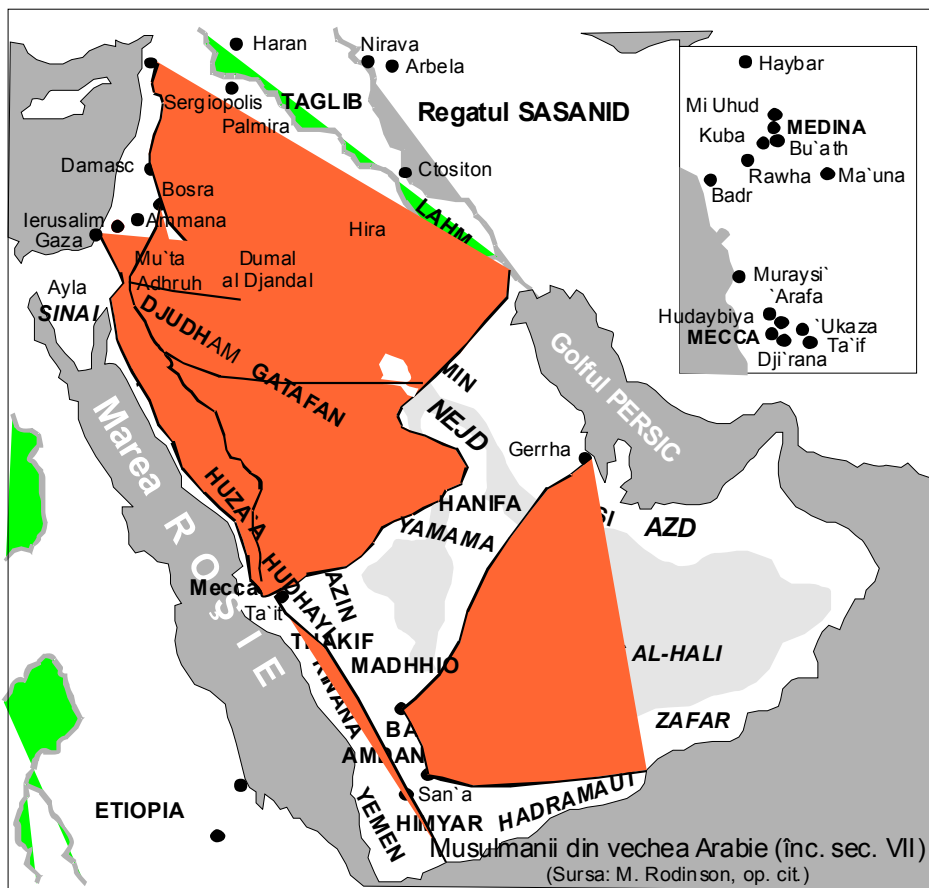 Haran
Nirava
Arbela
Sergiopolis
TAGLIB
Palmira
Regatul SASANID
Damasc
Ctositon
Bosra
LAHM
Ierusalim
Ammana
Gaza
Hira
Mu`ta
Dumal
al Djandal
Adhruh
Ayla
SINAI
DJUDHAM
GATAFAN
MIN
NEJD
Golful PERSIC
Marea ROŞIE
Gerrha
HUZA`A
HANIFA
YAMAMA
SI
AZD
HUDHAYL
AZIN
Mecca
Ta`if
THAKIF
MADHHIO
KINANA
AL-HALI
ZAFAR
BA
AMDAN
San`a
ETIOPIA
YEMEN
HIMYAR
HADRAMAUT
Haybar
Mi Uhud
MEDINA
Kuba
Bu`ath
Rawha
Ma`una
Badr
Muraysi`
`Arafa
Hudaybiya
`Ukaza
MECCA
Ta`if
Dji`rana
Musulmanii din vechea Arabie (înc. sec. VII)
(Sursa: M. Rodinson, op. cit.)